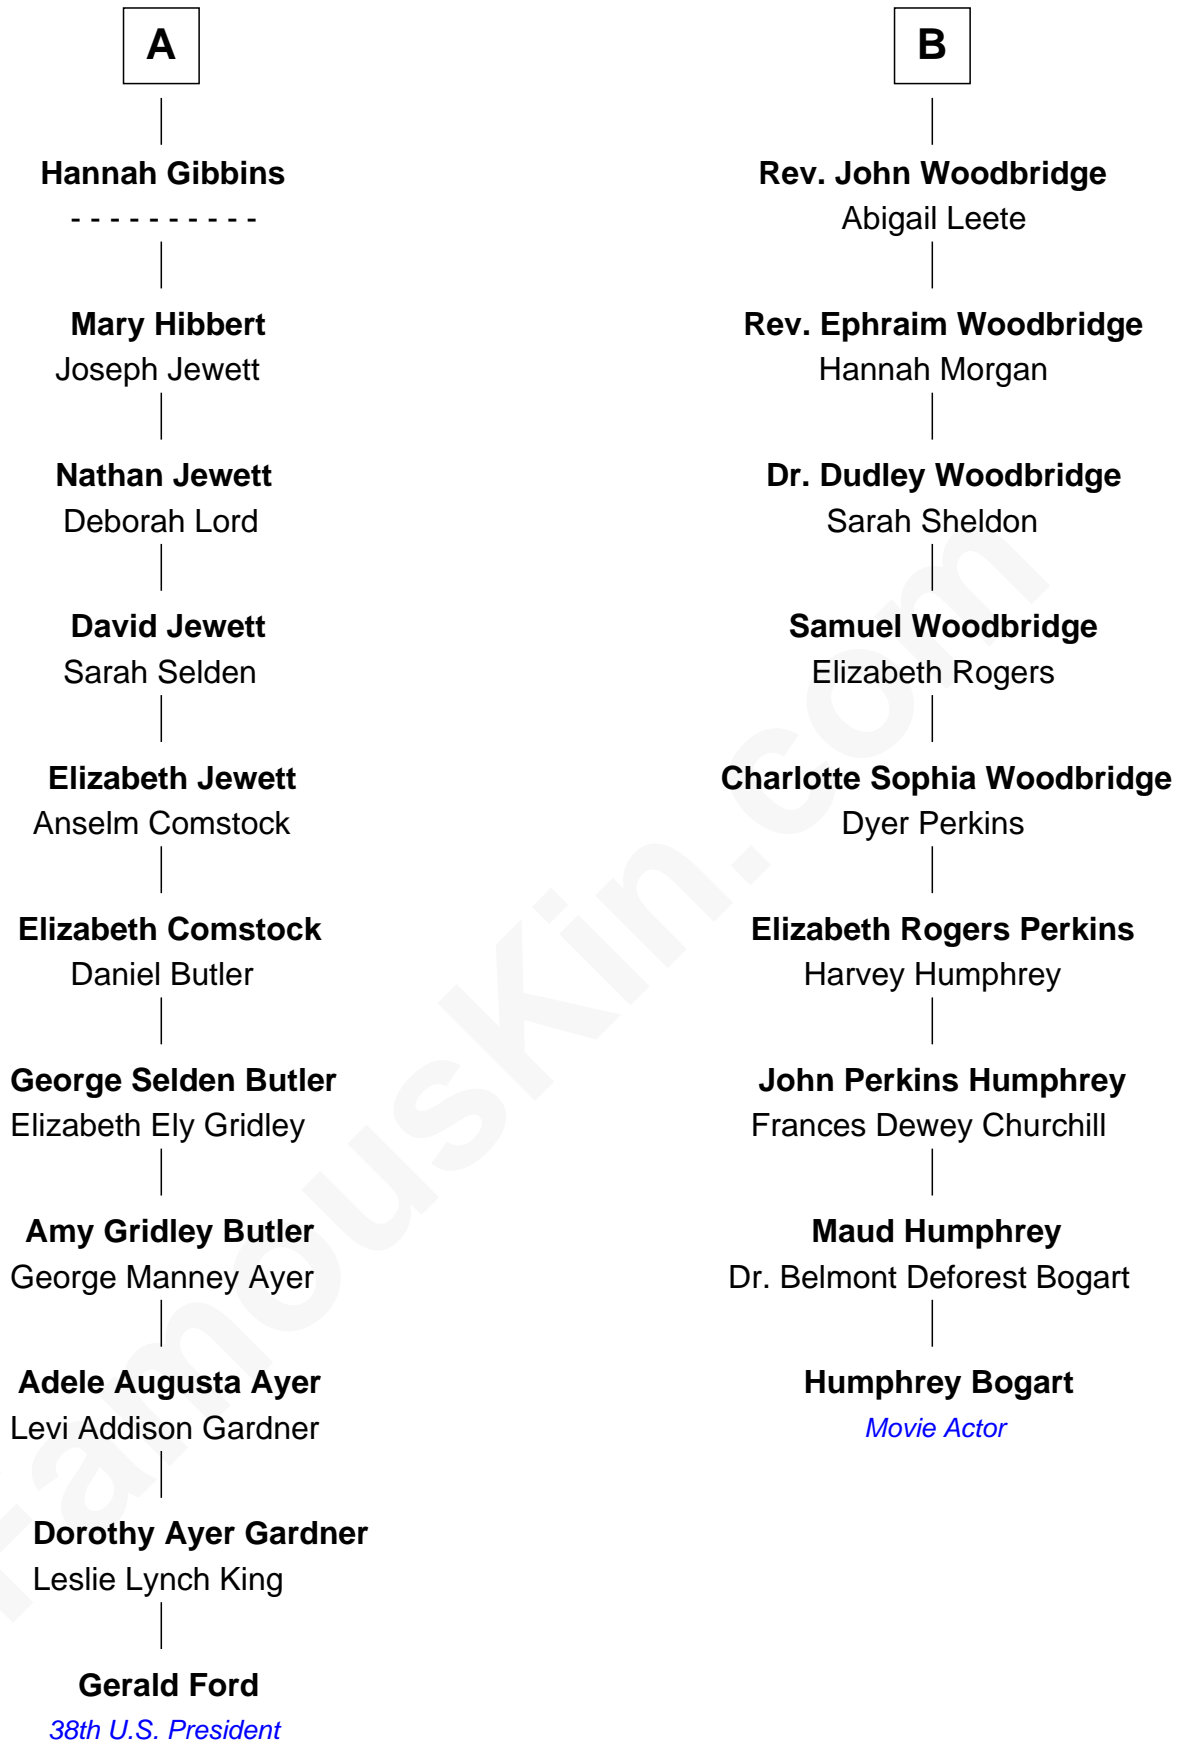 A
Hannah Gibbins
- - - - - - - - - -
Mary Hibbert
Joseph Jewett
Nathan Jewett
Deborah Lord
David Jewett
Sarah Selden
Elizabeth Jewett
Anselm Comstock
Elizabeth Comstock
Daniel Butler
George Selden Butler
Elizabeth Ely Gridley
Amy Gridley Butler
George Manney Ayer
Adele Augusta Ayer
Levi Addison Gardner
Dorothy Ayer Gardner
Leslie Lynch King
Gerald Ford
38th U.S. President
B
Rev. John Woodbridge
Abigail Leete
Rev. Ephraim Woodbridge
Hannah Morgan
Dr. Dudley Woodbridge
Sarah Sheldon
Samuel Woodbridge
Elizabeth Rogers
Charlotte Sophia Woodbridge
Dyer Perkins
Elizabeth Rogers Perkins
Harvey Humphrey
John Perkins Humphrey
Frances Dewey Churchill
Maud Humphrey
Dr. Belmont Deforest Bogart
Humphrey Bogart
Movie Actor
FamousKin.com